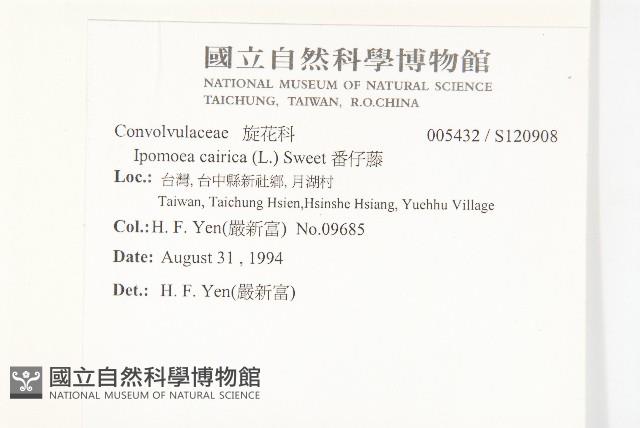 國立自然科學博物館
NATIONAL MUSEUM OF NATURAL SCIENCE
TAICHUNG, TAIWAN, R.O.CHINA
Convolvulaceae 旋花科 005432 / S120908
Ipomoea cairica (L.) Sweet 番仔藤
Loc.: 台灣, 台中縣新社鄉, 月湖村
Taiwan, Taichung Hsien,Hsinshe Hsiang, Yuehhu Village
Col.: H. F. Yen(嚴新富) No.09685
Date: August 31 , 1994
Det.: H. F. Yen(嚴新富)
國立自然科學博物館
NATIONAL MUSEUM OF NATURAL SCIENCE